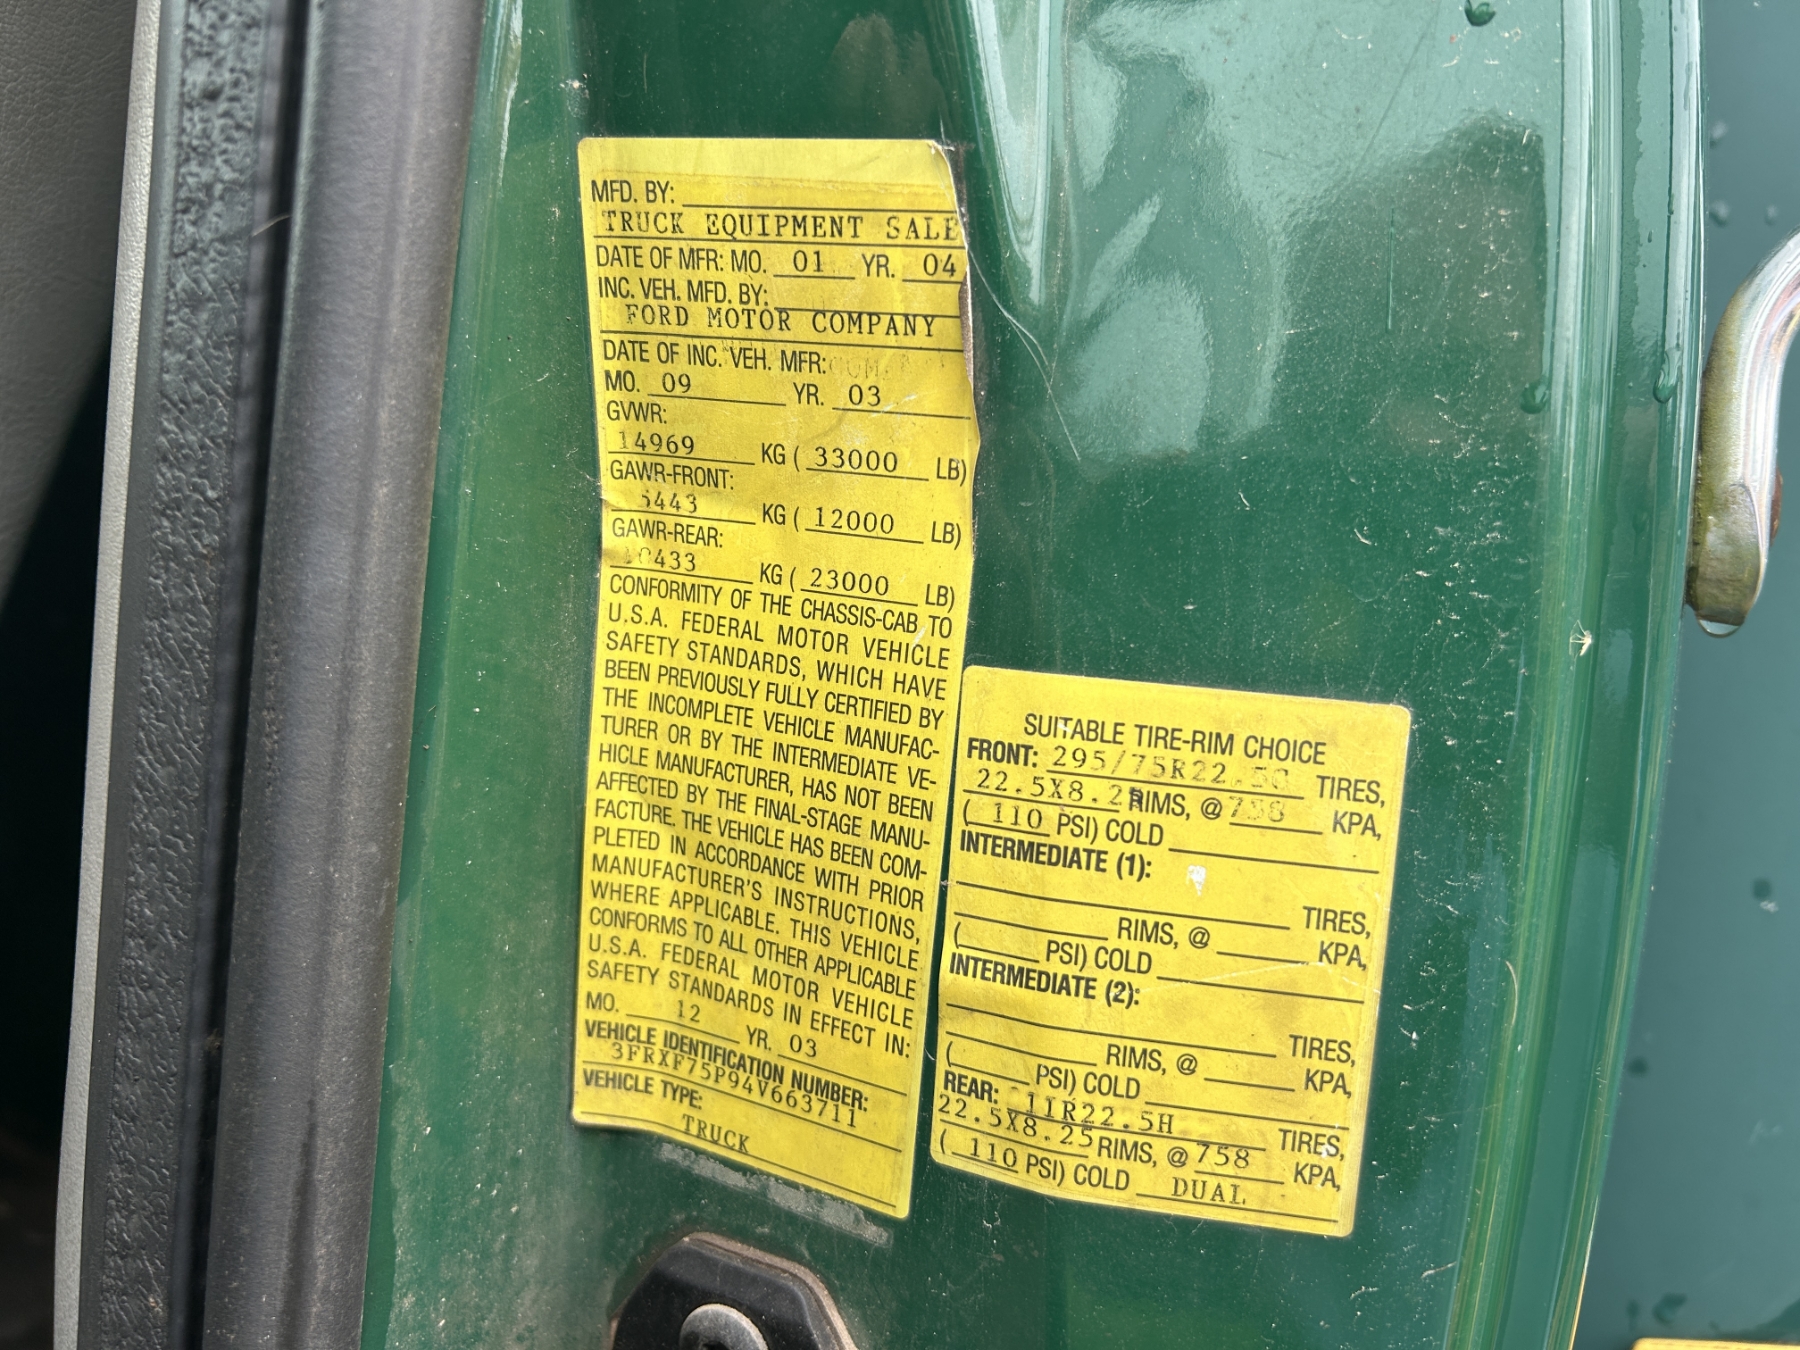 MFD. BY:
TRUCK EQUIPMENT SALE
DATE OF MFR: MO. 01 YR. 04
INC. VEH. MFD. BY:
FORD MOTOR COMPANY
DATE OF INC. VEH. MFR:
MO. 09 YR. 03
GVWR:
14969 KG ( 33000 LB)
GAWR-FRONT:
5443 KG ( 12000 LB)
GAWR-REAR:
10433 KG ( 23000 LB)
CONFORMITY OF THE CHASSIS-CAB TO
U.S.A. FEDERAL MOTOR VEHICLE
SAFETY STANDARDS, WHICH HAVE
BEEN PREVIOUSLY FULLY CERTIFIED BY
THE INCOMPLETE VEHICLE MANUFAC-
TURER OR BY THE INTERMEDIATE VE-
HICLE MANUFACTURER, HAS NOT BEEN
AFFECTED BY THE FINAL-STAGE MANU-
FACTURE. THE VEHICLE HAS BEEN COM-
PLETED IN ACCORDANCE WITH PRIOR
MANUFACTURER'S INSTRUCTIONS,
WHERE APPLICABLE. THIS VEHICLE
CONFORMS TO ALL OTHER APPLICABLE
U.S.A. FEDERAL MOTOR VEHICLE
SAFETY STANDARDS IN EFFECT IN:
MO. 12 YR. 03
VEHICLE IDENTIFICATION NUMBER:
3FRXF75P94V663711
VEHICLE TYPE:
TRUCK
SUITABLE TIRE-RIM CHOICE
FRONT: 295/75R22.5G TIRES,
22.5X8.2 RIMS, @ 758 KPA,
( 110 PSI) COLD
INTERMEDIATE (1):
TIRES,
RIMS, @ KPA,
( PSI) COLD
INTERMEDIATE (2):
TIRES,
RIMS, @ KPA,
( PSI) COLD
REAR: 11R22.5H TIRES,
22.5X8.25 RIMS, @ 758 KPA,
( 110 PSI) COLD DUAL